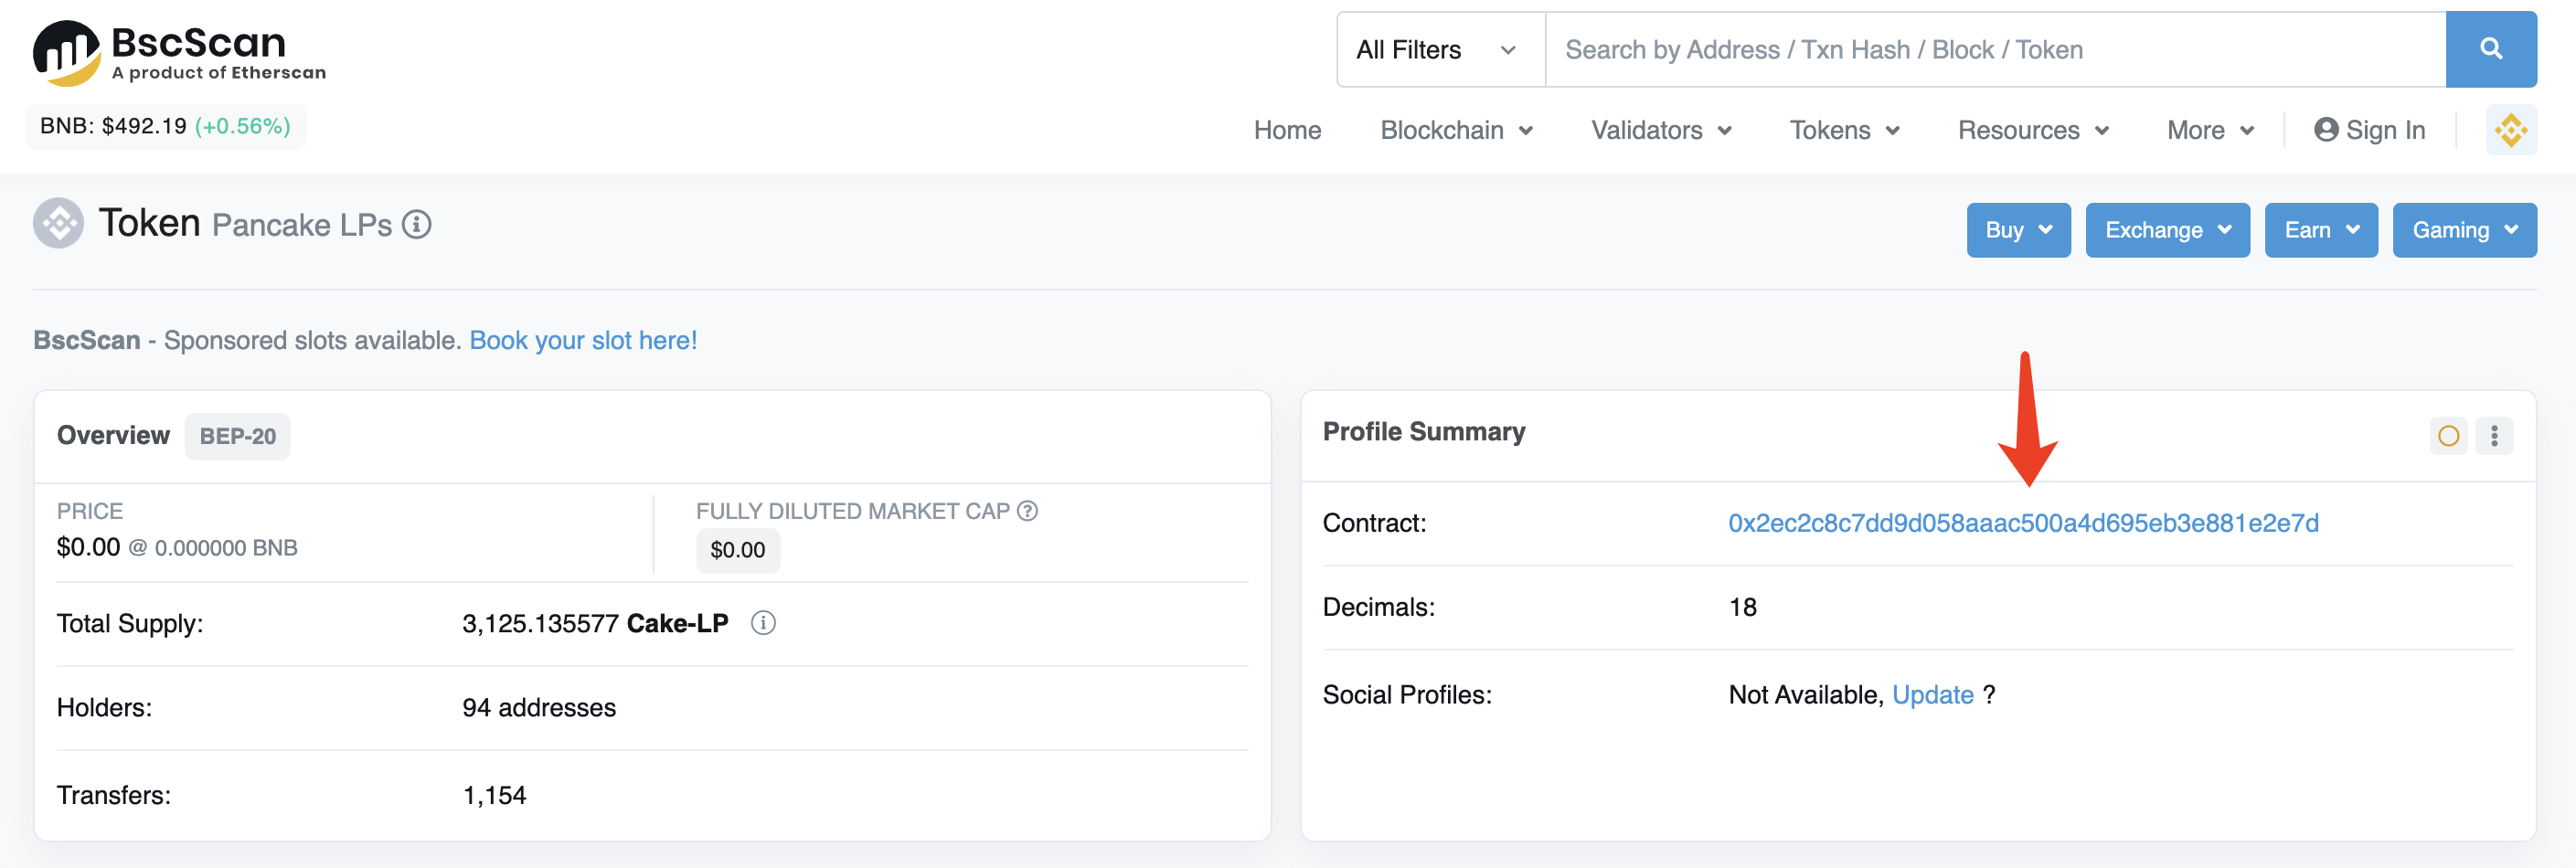 BscScan
A product of Etherscan
All Filters
Search by Address / Txn Hash / Block / Token
BNB: $492.19 (+0.56%)
Home Blockchain Validators Tokens Resources More Sign In
Token Pancake LPs
Buy Exchange Earn Gaming
BscScan - Sponsored slots available. Book your slot here!
Overview BEP-20
PRICE
$0.00 @ 0.000000 BNB
FULLY DILUTED MARKET CAP
$0.00
Total Supply: 3,125.135577 Cake-LP
Holders: 94 addresses
Transfers: 1,154
Profile Summary
Contract: 0x2ec2c8c7dd9d058aaac500a4d695eb3e881e2e7d
Decimals: 18
Social Profiles: Not Available, Update ?